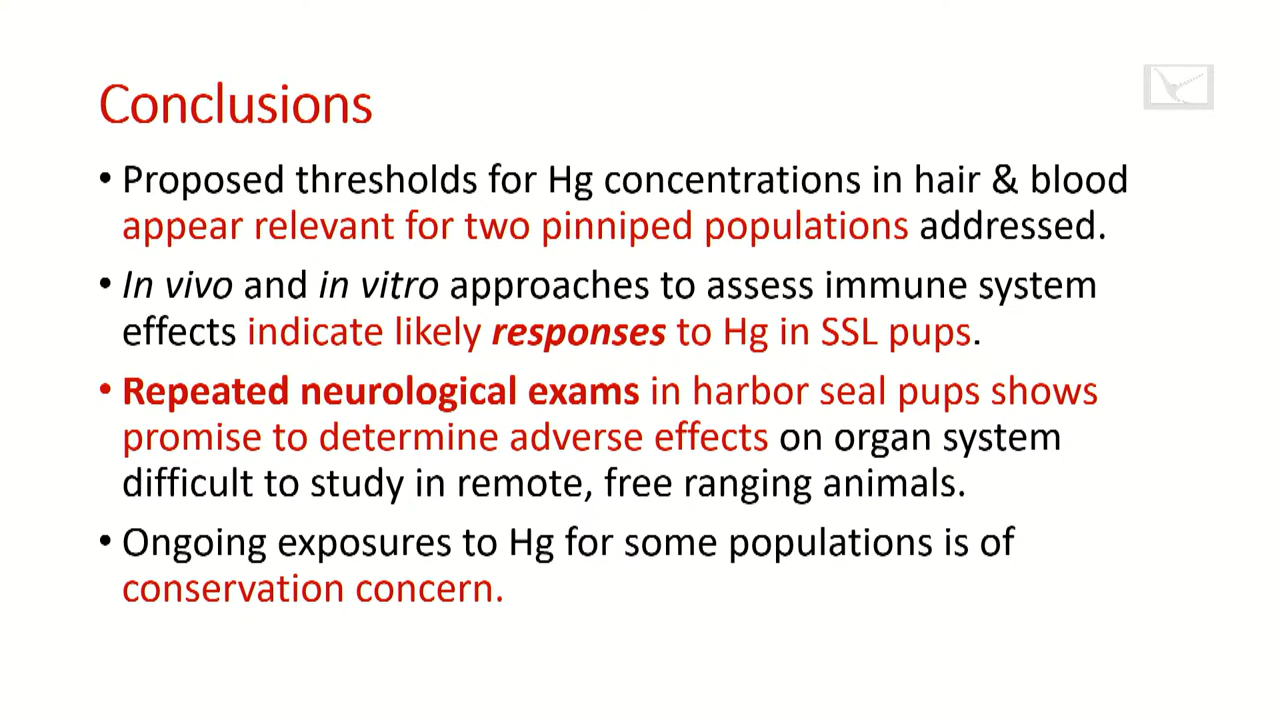 Conclusions
• Proposed thresholds for Hg concentrations in hair & blood
appear relevant for two pinniped populations addressed.
• In vivo and in vitro approaches to assess immune system
effects indicate likely responses to Hg in SSL pups.
• Repeated neurological exams in harbor seal pups shows
promise to determine adverse effects on organ system
difficult to study in remote, free ranging animals.
• Ongoing exposures to Hg for some populations is of
conservation concern.